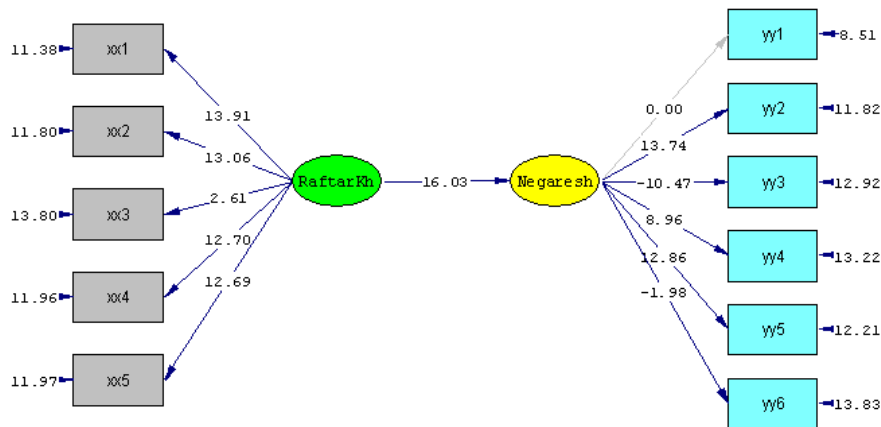 11.38 xx1
11.80 xx2
13.80 xx3
11.96 xx4
11.97 xx5
13.91
13.06
2.61
12.70
12.69
RaftarKh
16.03
Negaresh
0.00
13.74
-10.47
8.96
12.86
-1.98
yy1 8.51
yy2 11.82
yy3 12.92
yy4 13.22
yy5 12.21
yy6 13.83